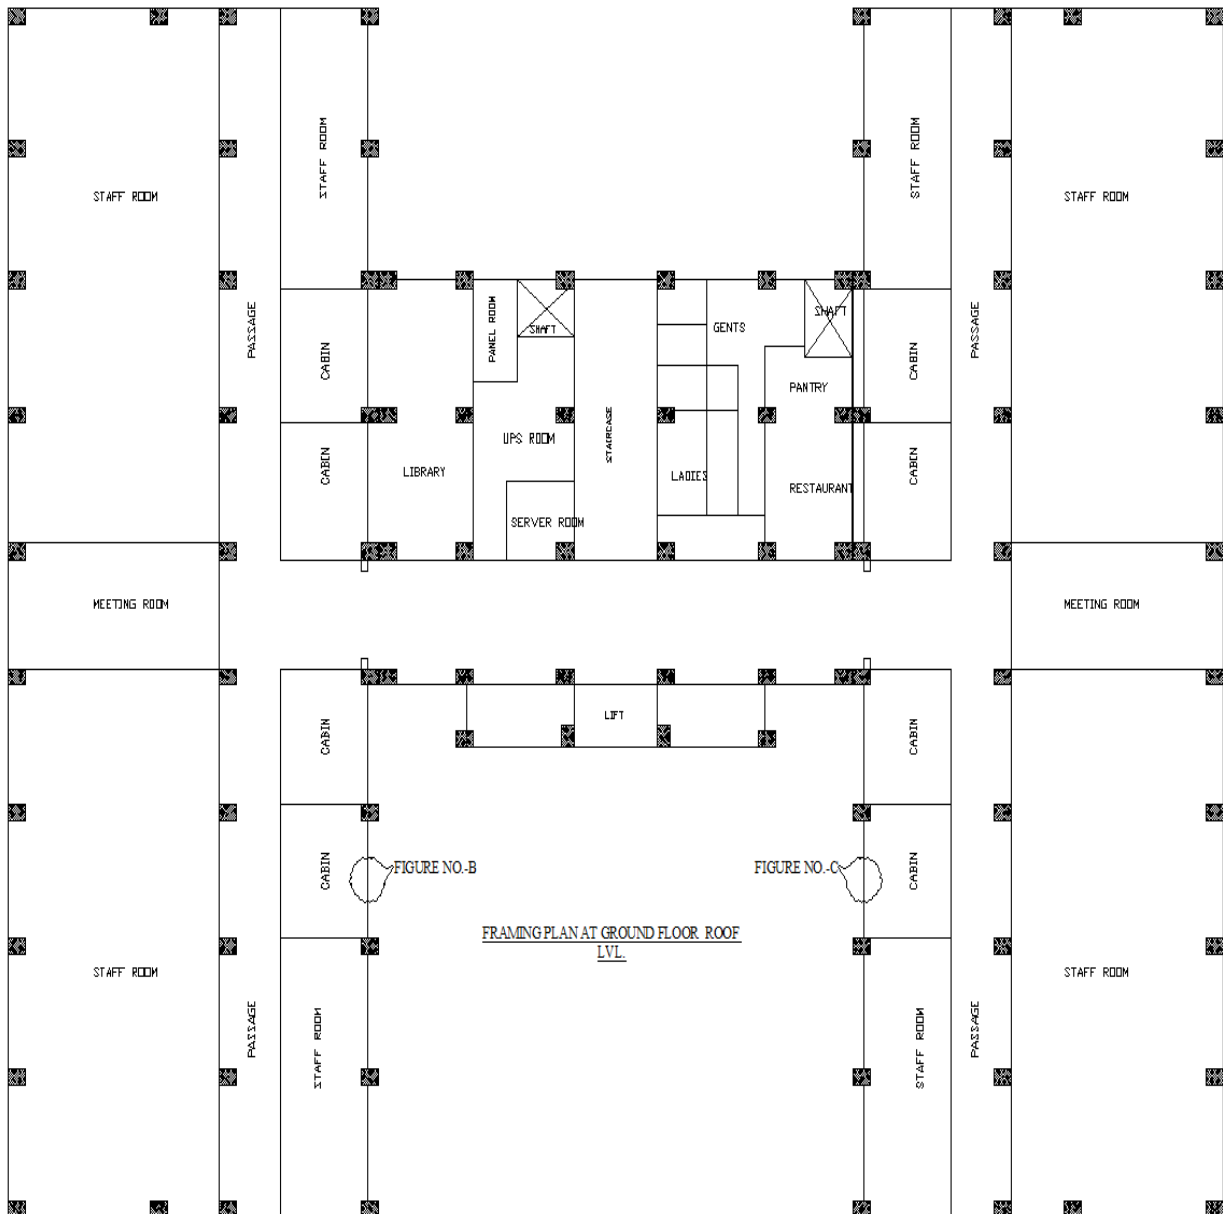 STAFF ROOM
STAFF ROOM
STAFF ROOM
STAFF ROOM
PASSAGE
CABIN
PANEL ROOM
SHAFT
GENTS
SHAFT
CABIN
PASSAGE
PANTRY
CABIN
LIBRARY
UPS ROOM
STAIRCASE
LADIES
RESTAURANT
CABIN
SERVER ROOM
MEETING ROOM
MEETING ROOM
CABIN
LIFT
CABIN
CABIN
FIGURE NO.-B
FIGURE NO.-C
CABIN
FRAMING PLAN AT GROUND FLOOR ROOF
LVL.
STAFF ROOM
STAFF ROOM
PASSAGE
STAFF ROOM
STAFF ROOM
PASSAGE